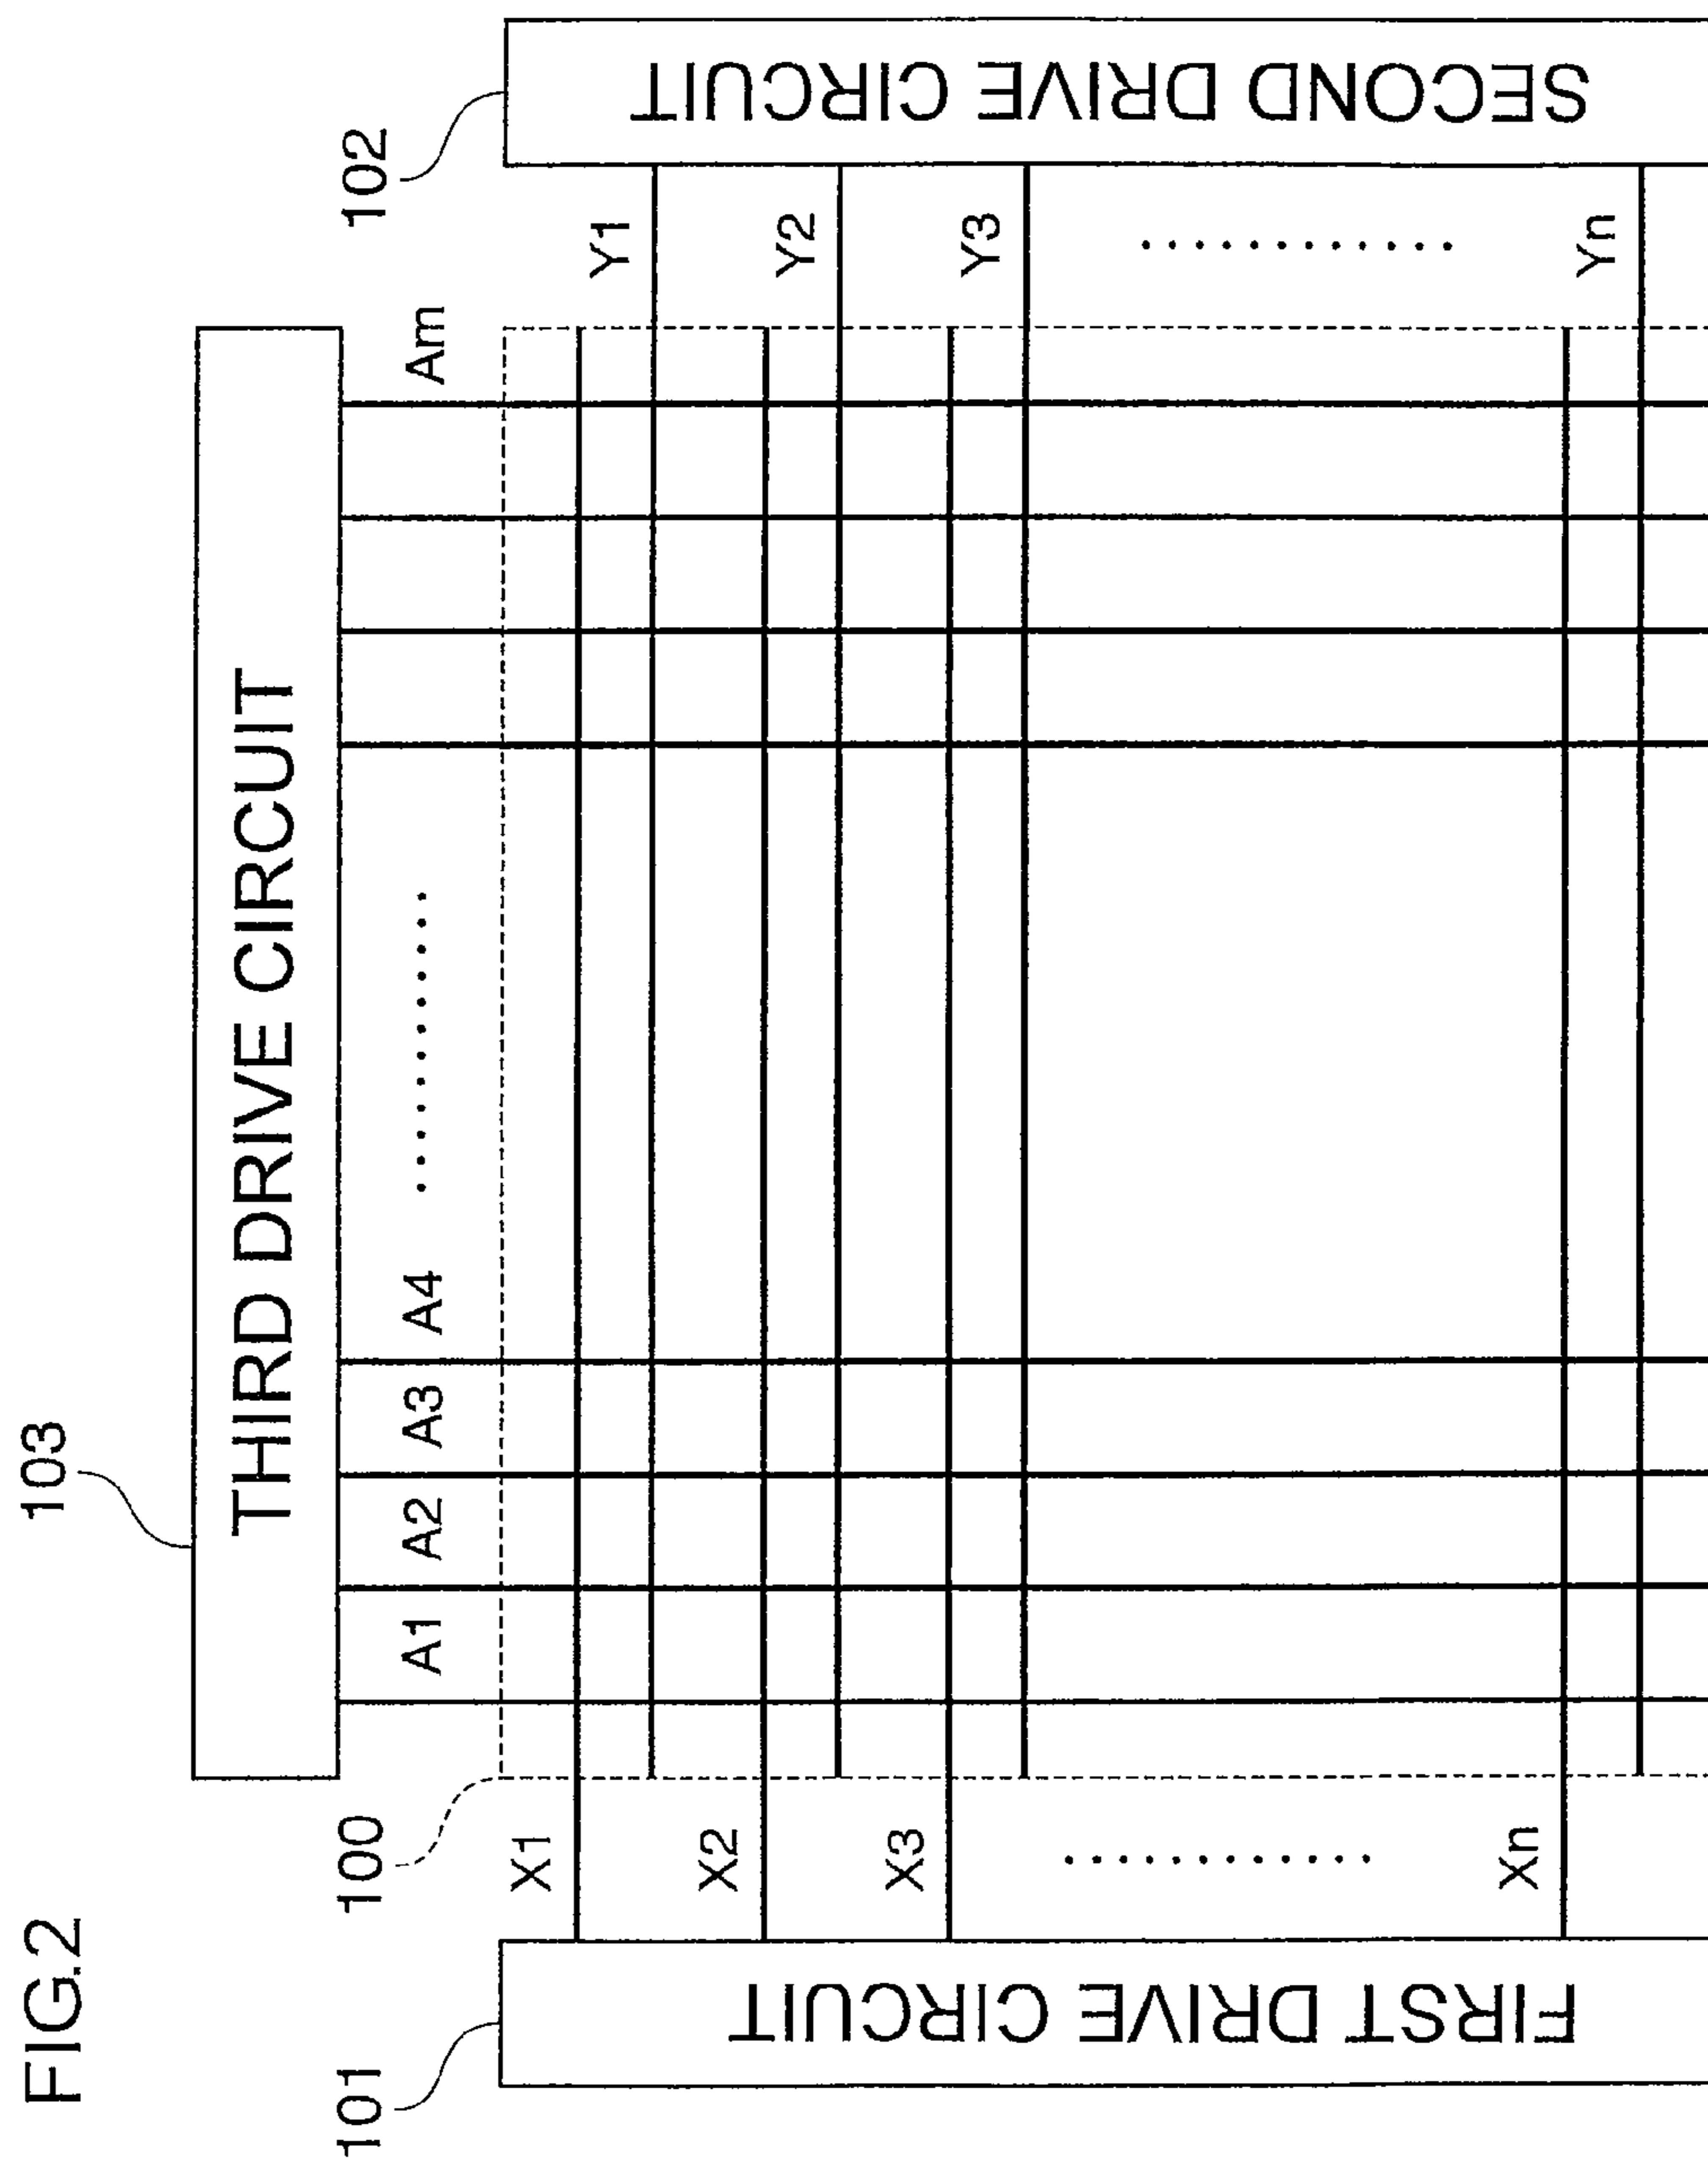 FIG.2
103
THIRD DRIVE CIRCUIT
101
100
102
A1 A2 A3 A4 ............ Am
X1
Y1
X2
Y2
X3
Y3
............
............
Xn
Yn
FIRST DRIVE CIRCUIT
SECOND DRIVE CIRCUIT